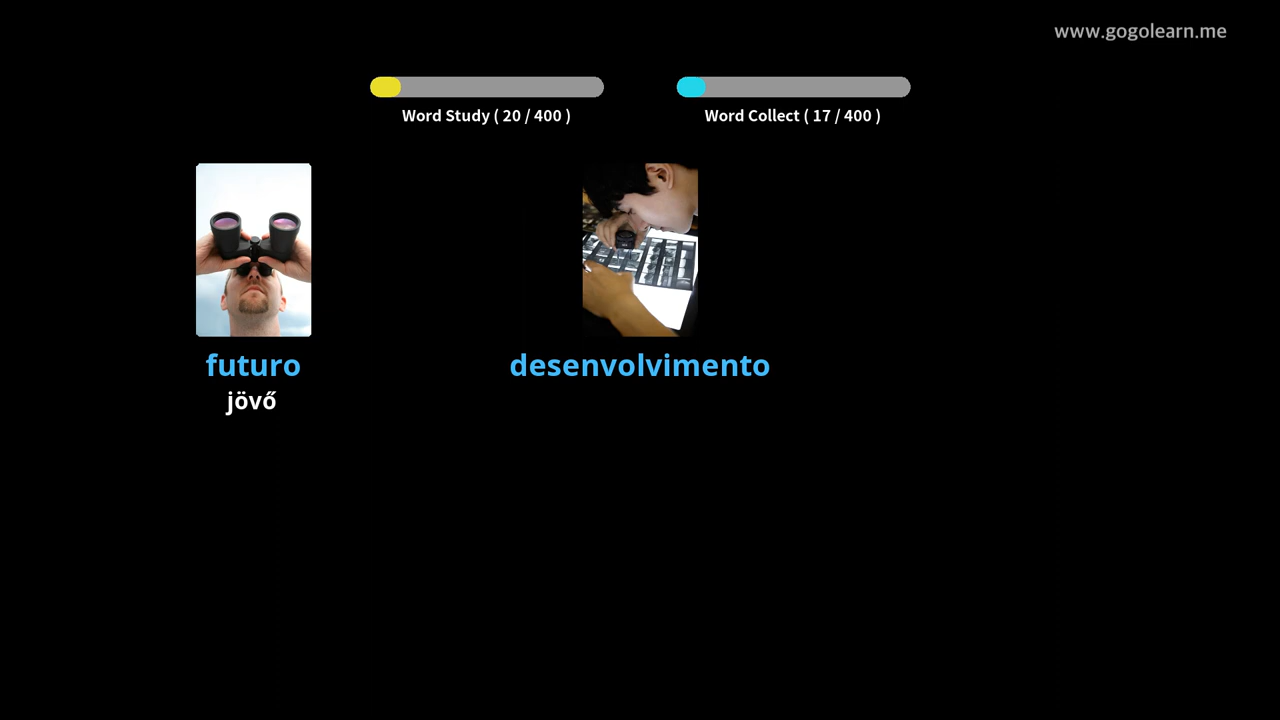 www.gogolearn.me
Word Study ( 20 / 400 )
Word Collect ( 17 / 400 )
futuro
jövő
desenvolvimento